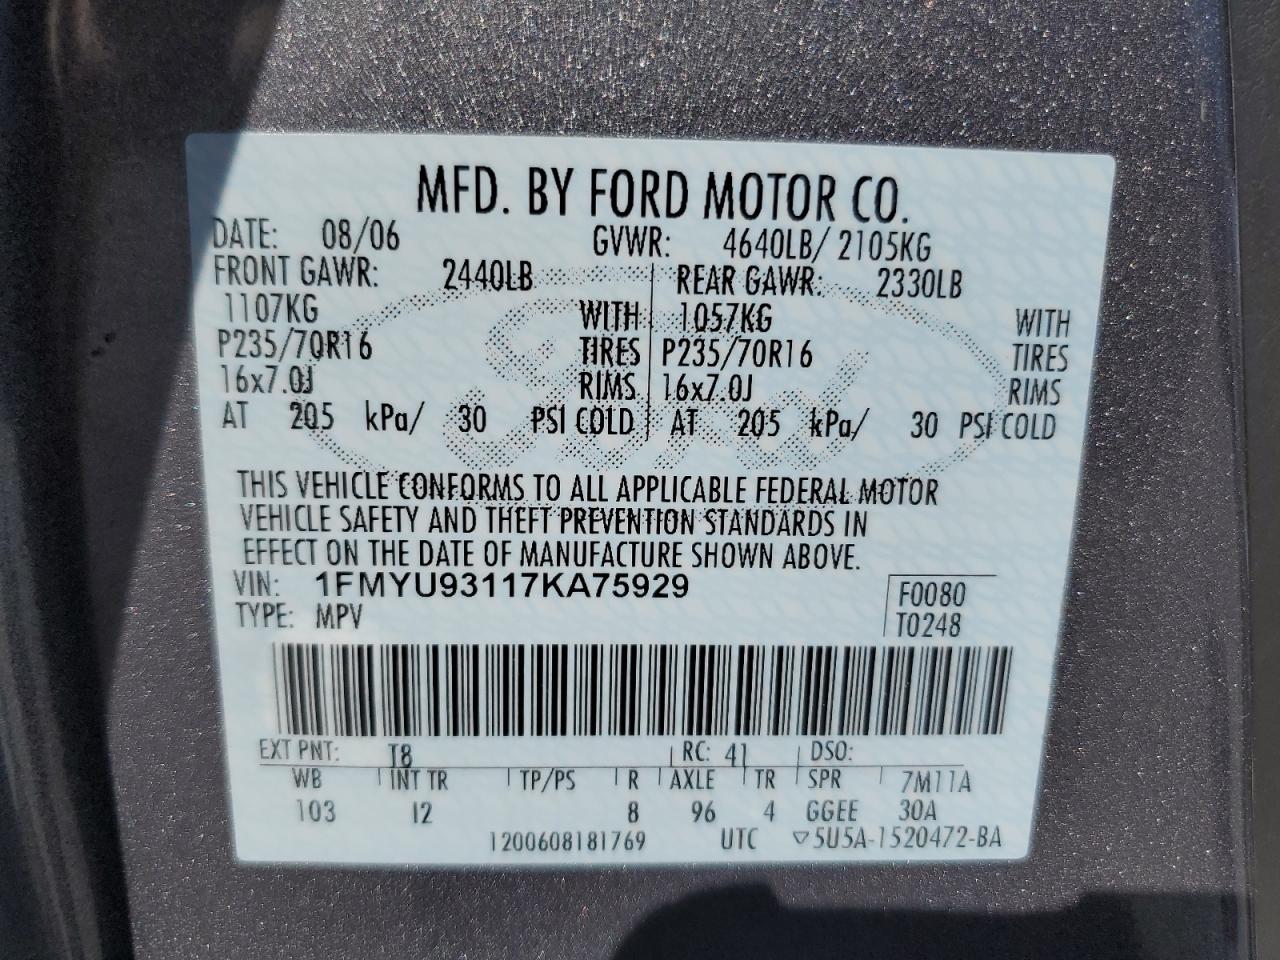 MFD. BY FORD MOTOR CO.
DATE: 08/06 GVWR: 4640LB/ 2105KG
FRONT GAWR: 2440LB REAR GAWR: 2330LB
1107KG WITH 1057KG WITH
P235/70R16 TIRES P235/70R16 TIRES
16x7.0J RIMS 16x7.0J RIMS
AT 205 kPa/ 30 PSI COLD AT 205 kPa/ 30 PSI COLD
THIS VEHICLE CONFORMS TO ALL APPLICABLE FEDERAL MOTOR
VEHICLE SAFETY AND THEFT PREVENTION STANDARDS IN
EFFECT ON THE DATE OF MANUFACTURE SHOWN ABOVE.
VIN: 1FMYU93117KA75929 F0080
TYPE: MPV T0248
EXT PNT: T8 RC: 41 DSO:
WB INT TR TP/PS R AXLE TR SPR 7M11A
103 I2 8 96 4 GGEE 30A
1200608181769 UTC ▽5U5A-1520472-BA